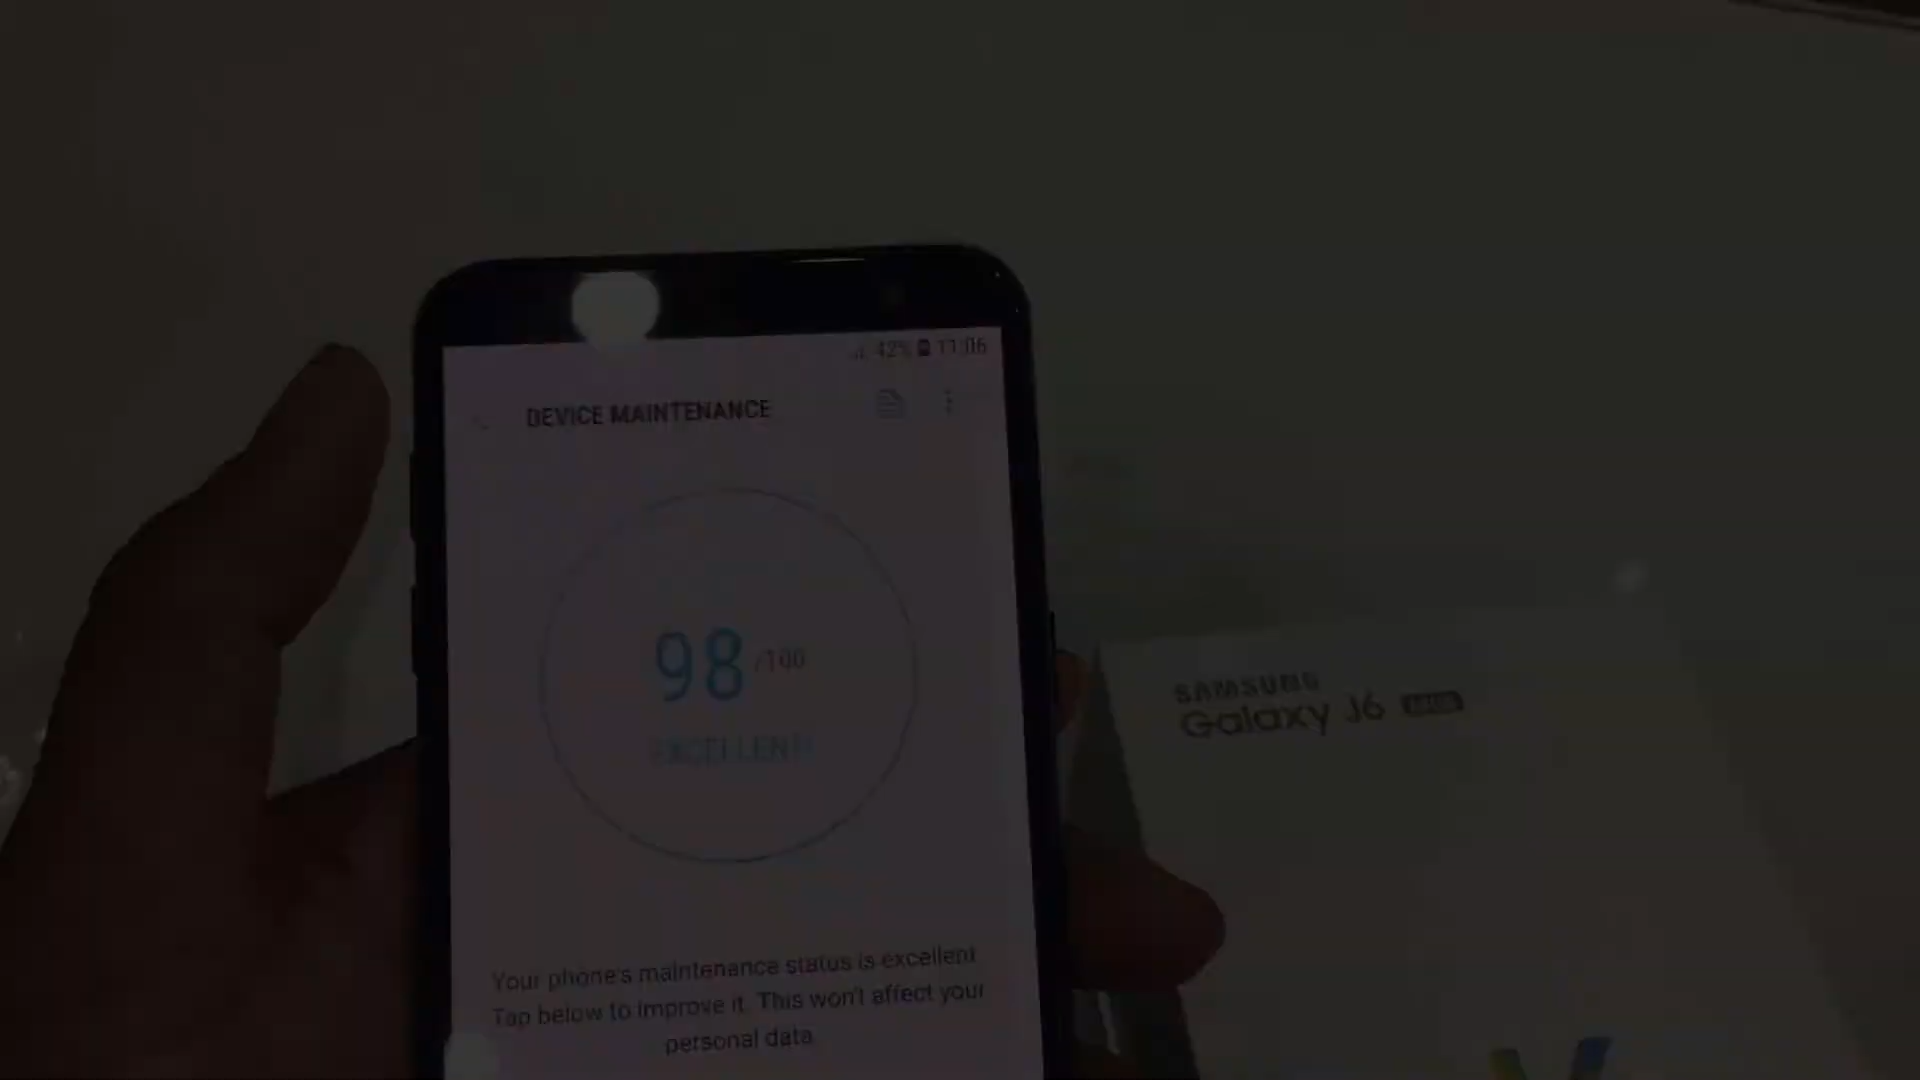 42% 11:06
DEVICE MAINTENANCE
98 /100
EXCELLENT!
Your phone's maintenance status is excellent.
Tap below to improve it. This won't affect your
personal data.
SAMSUNG
Galaxy J6